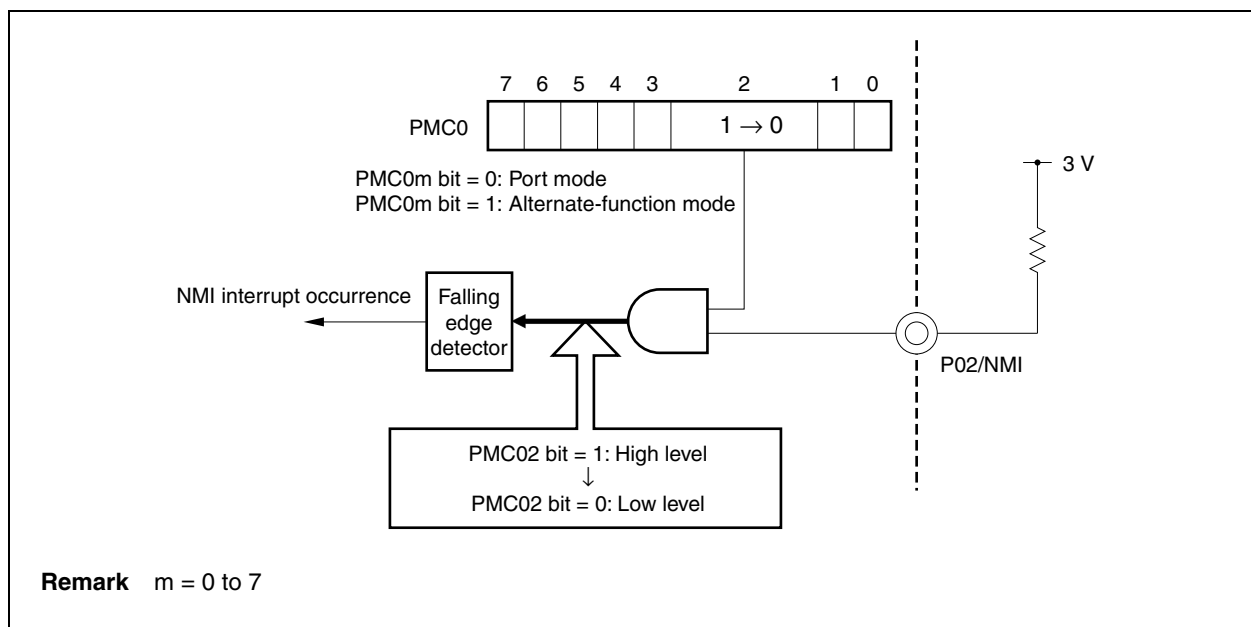 7 6 5 4 3 2 1 0
PMC0 1 → 0
PMC0m bit = 0: Port mode
PMC0m bit = 1: Alternate-function mode
3 V
NMI interrupt occurrence
Falling
edge
detector
P02/NMI
PMC02 bit = 1: High level
↓
PMC02 bit = 0: Low level
Remark m = 0 to 7